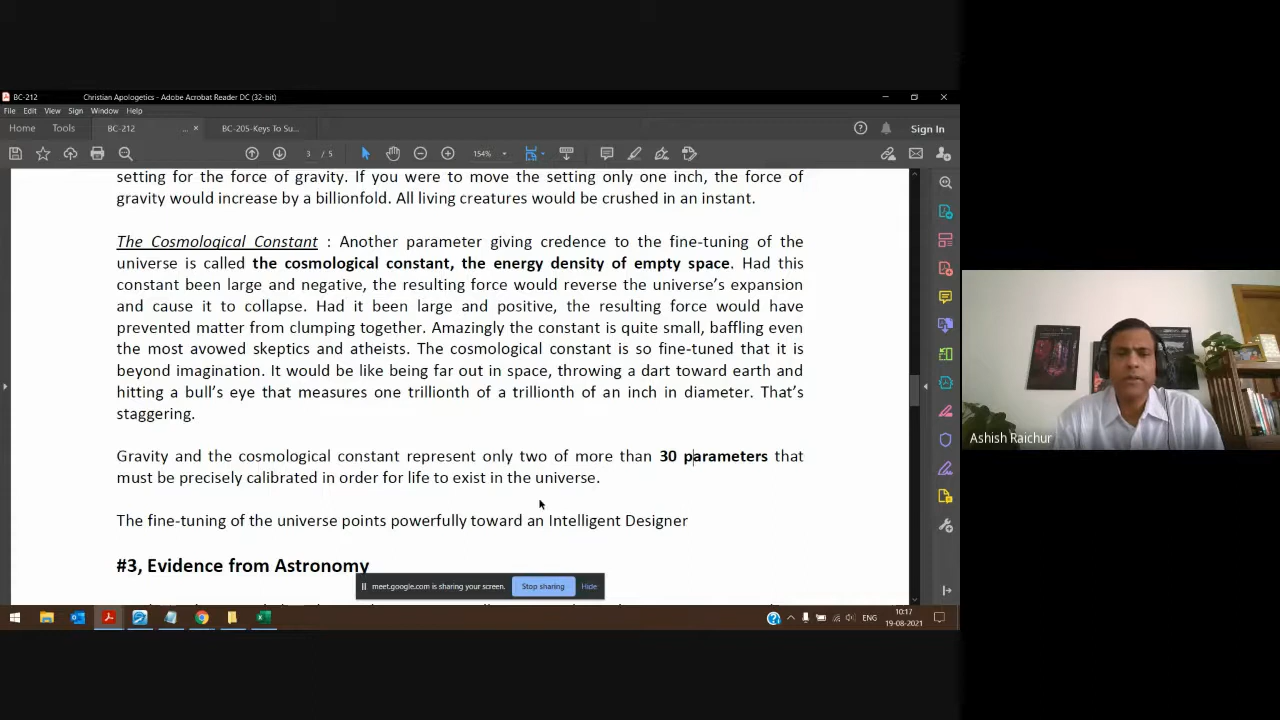 BC-212 Christian Apologetics - Adobe Acrobat Reader DC (32-bit)
File Edit View Sign Window Help
Home Tools BC-212 ... × BC-205-Keys To Su... Sign In
3 / 5 154%
setting for the force of gravity. If you were to move the setting only one inch, the force of
gravity would increase by a billionfold. All living creatures would be crushed in an instant.
The Cosmological Constant : Another parameter giving credence to the fine-tuning of the
universe is called the cosmological constant, the energy density of empty space. Had this
constant been large and negative, the resulting force would reverse the universe’s expansion
and cause it to collapse. Had it been large and positive, the resulting force would have
prevented matter from clumping together. Amazingly the constant is quite small, baffling even
the most avowed skeptics and atheists. The cosmological constant is so fine-tuned that it is
beyond imagination. It would be like being far out in space, throwing a dart toward earth and
hitting a bull’s eye that measures one trillionth of a trillionth of an inch in diameter. That’s
staggering.
Gravity and the cosmological constant represent only two of more than 30 parameters that
must be precisely calibrated in order for life to exist in the universe.
The fine-tuning of the universe points powerfully toward an Intelligent Designer
#3, Evidence from Astronomy
meet.google.com is sharing your screen. Stop sharing Hide
Ashish Raichur
ENG 10:17
19-08-2021